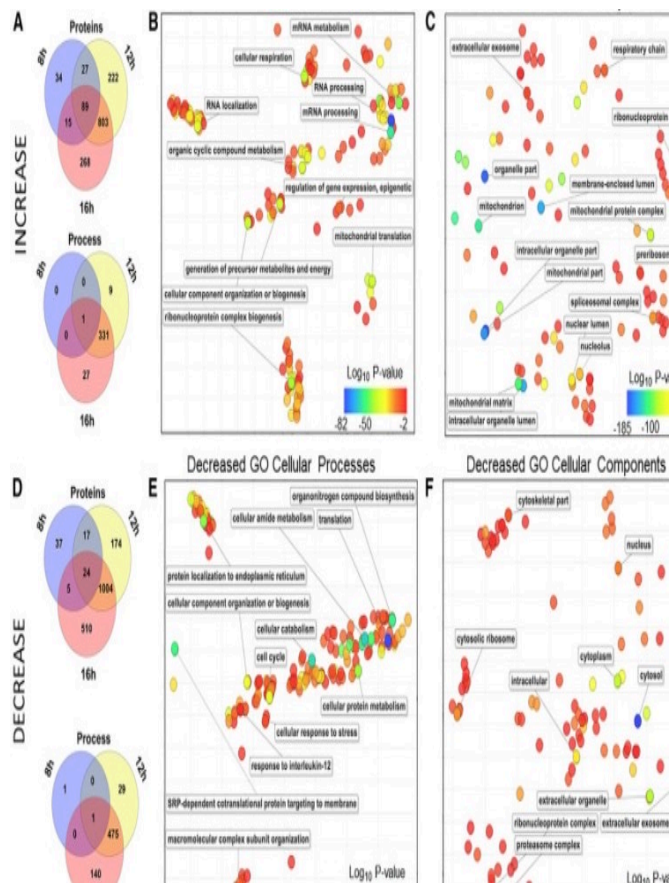 A
Proteins
8h
12h
34
27
222
89
15
803
268
16h
INCREASE
Process
8h
12h
0
0
9
1
0
331
27
16h
B
mRNA metabolism
cellular respiration
RNA processing
RNA localization
mRNA processing
organic cyclic compound metabolism
regulation of gene expression, epigenetic
mitochondrial translation
generation of precursor metabolites and energy
cellular component organization or biogenesis
ribonucleoprotein complex biogenesis
Log10 P-value
-82 -50 -2
C
extracellular exosome
respiratory chain
ribonucleoprotein
organelle part
membrane-enclosed lumen
mitochondrion
mitochondrial protein complex
intracellular organelle part
mitochondrial part
spliceosomal complex
nuclear lumen
nucleolus
mitochondrial matrix
intracellular organelle lumen
-185 -100
D
Proteins
8h
12h
37
17
174
24
5
1004
510
16h
DECREASE
Process
8h
12h
1
0
29
1
0
475
140
Decreased GO Cellular Processes
E
organonitrogen compound biosynthesis
cellular amide metabolism
translation
protein localization to endoplasmic reticulum
cellular component organization or biogenesis
cellular catabolism
cell cycle
cellular protein metabolism
cellular response to stress
response to interleukin-12
SRP-dependent cotranslational protein targeting to membrane
macromolecular complex subunit organization
Log10 P-value
Decreased GO Cellular Components
F
cytoskeletal part
nucleus
cytosolic ribosome
cytoplasm
intracellular
cytosol
extracellular organelle
ribonucleoprotein complex
extracellular exosome
proteasome complex